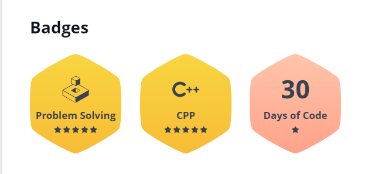 Badges
C++
30
Problem Solving
CPP
Days of Code